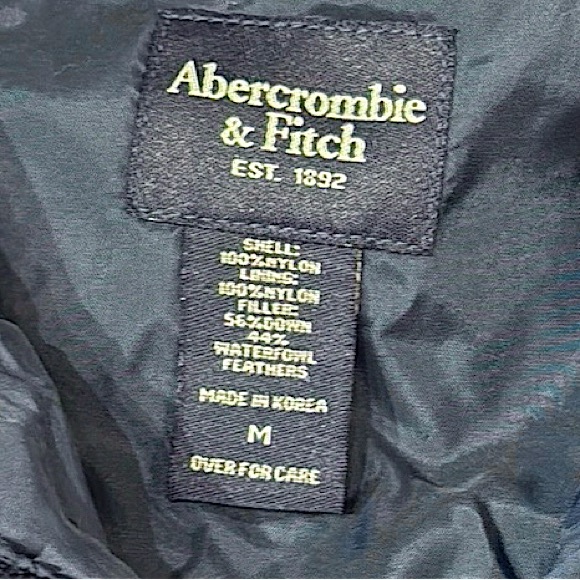 Abercrombie
& Fitch
EST. 1892
SHELL:
100%NYLON
LINING:
100%NYLON
FILLER:
56%DOWN
44%
WATERFOWL
FEATHERS
MADE IN KOREA
M
OVER FOR CARE